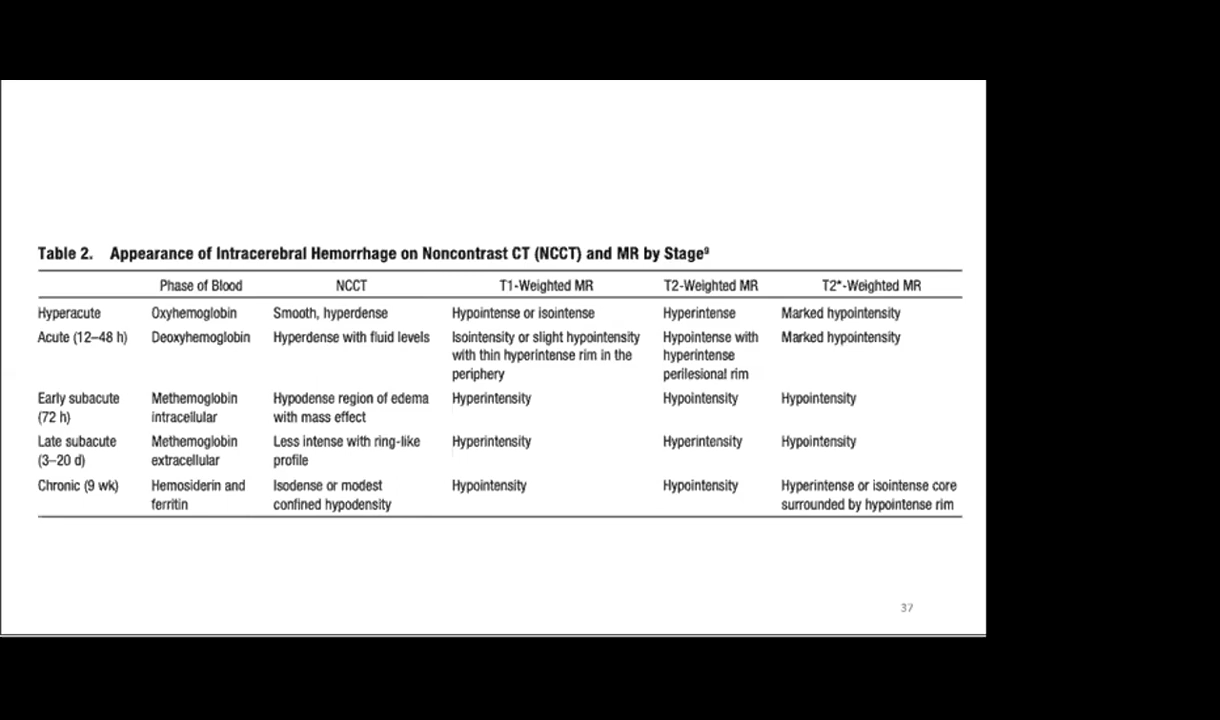 Table 2. Appearance of Intracerebral Hemorrhage on Noncontrast CT (NCCT) and MR by Stage⁹
Phase of Blood NCCT T1-Weighted MR T2-Weighted MR T2*-Weighted MR
Hyperacute Oxyhemoglobin Smooth, hyperdense Hypointense or isointense Hyperintense Marked hypointensity
Acute (12–48 h) Deoxyhemoglobin Hyperdense with fluid levels Isointensity or slight hypointensity Hypointense with Marked hypointensity
with thin hyperintense rim in the hyperintense
periphery perilesional rim
Early subacute Methemoglobin Hypodense region of edema Hyperintensity Hypointensity Hypointensity
(72 h) intracellular with mass effect
Late subacute Methemoglobin Less intense with ring-like Hyperintensity Hyperintensity Hypointensity
(3–20 d) extracellular profile
Chronic (9 wk) Hemosiderin and Isodense or modest Hypointensity Hypointensity Hyperintense or isointense core
ferritin confined hypodensity surrounded by hypointense rim
37